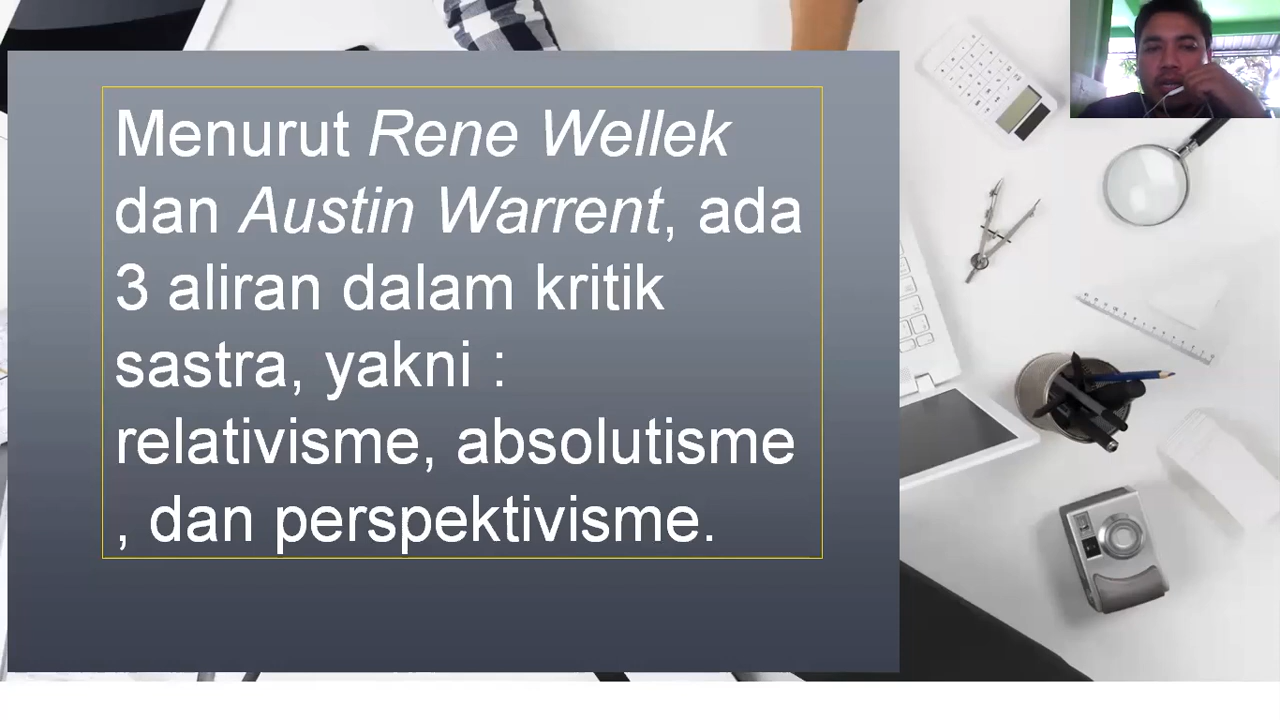 Menurut Rene Wellek
dan Austin Warrent, ada
3 aliran dalam kritik
sastra, yakni :
relativisme, absolutisme
, dan perspektivisme.